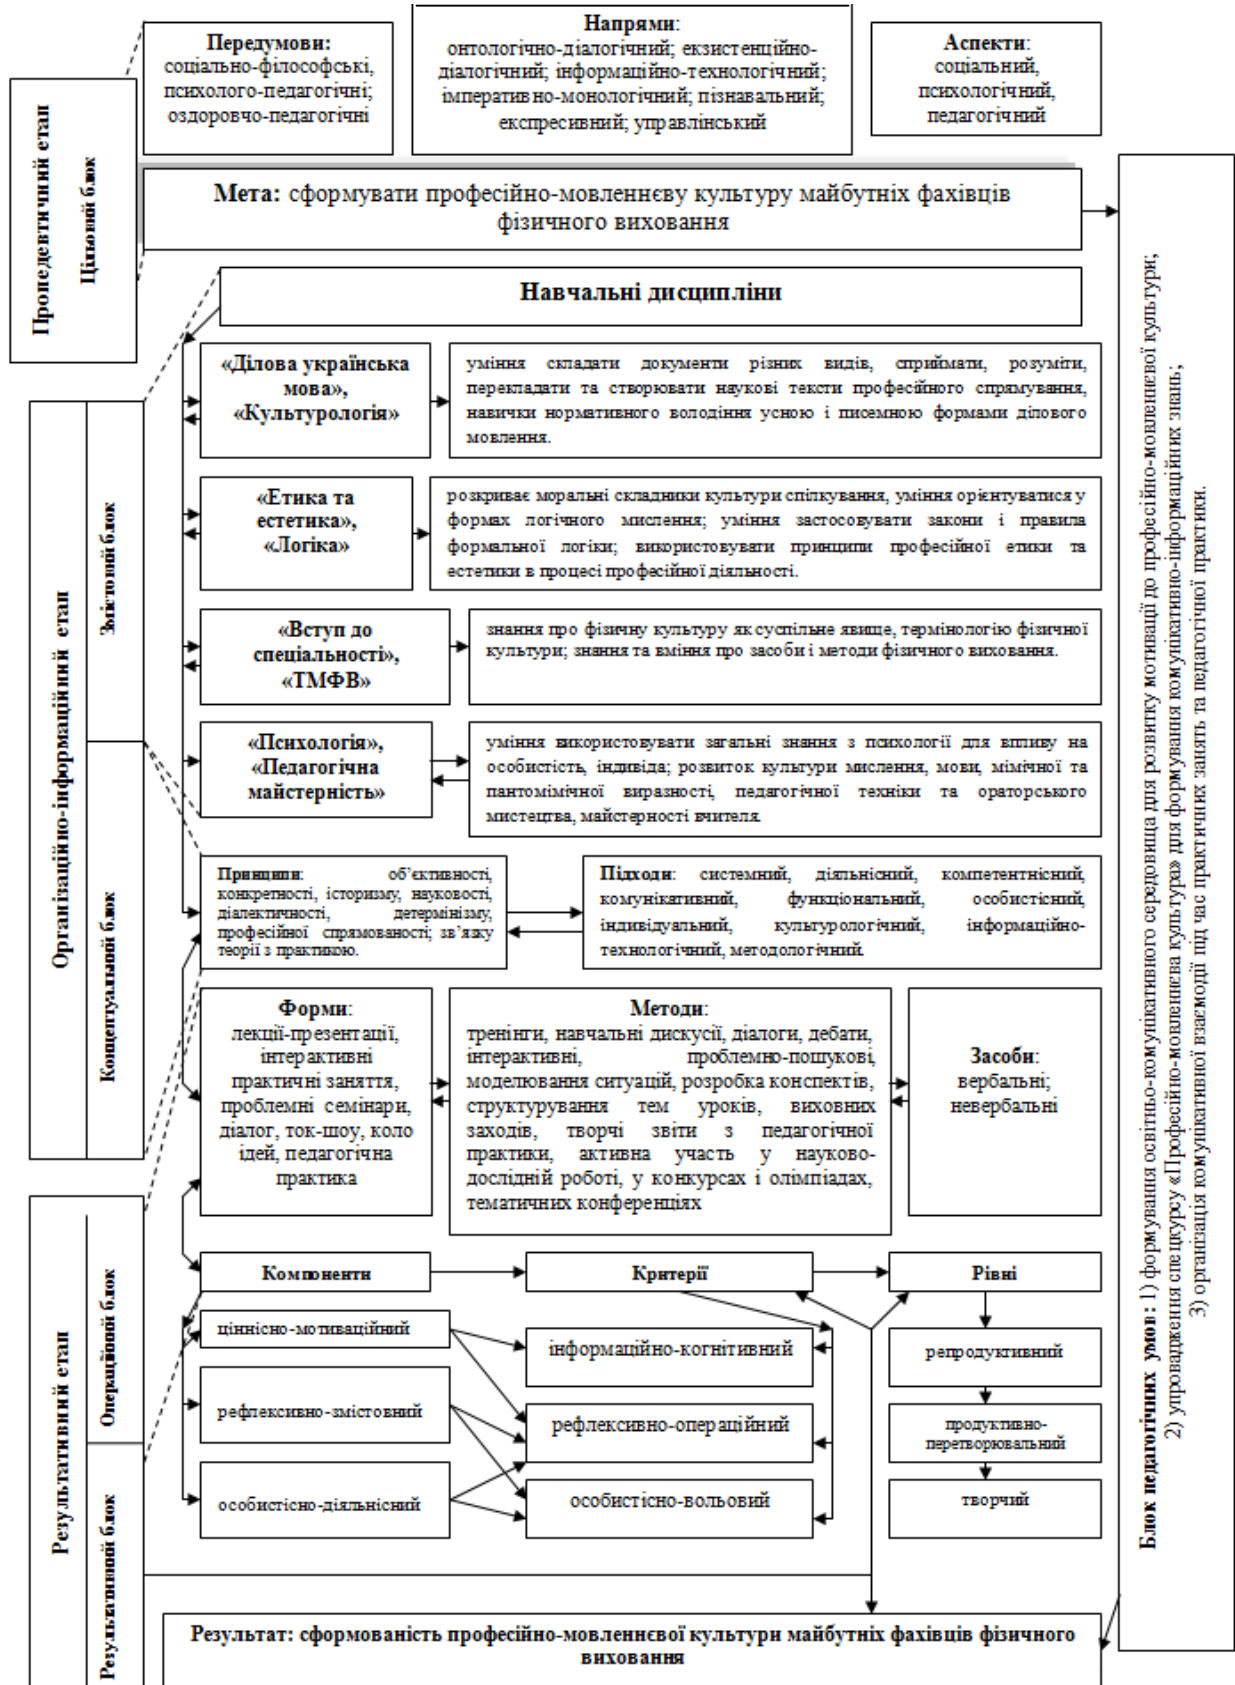 Передумови:
соціально-філософські,
психолого-педагогічні;
оздоровчо-педагогічні
Напрями:
онтологічно-діалогічний; екзистенційно-
діалогічний; інформаційно-технологічний;
імперативно-монологічний; пізнавальний;
експресивний; управлінський
Аспекти:
соціальний,
психологічний,
педагогічний
Пропедевтичний етап
Цільовий блок
Мета: сформувати професійно-мовленнєву культуру майбутніх фахівців
фізичного виховання
Навчальні дисципліни
Організаційно-інформаційний етап
Змістовий блок
«Ділова українська
мова»,
«Культурологія»
уміння складати документи різних видів, сприймати, розуміти,
перекладати та створювати наукові тексти професійного спрямування,
навички нормативного володіння усною і писемною формами ділового
мовлення.
«Етика та
естетика»,
«Логіка»
розкриває моральні складники культури спілкування, уміння орієнтуватися у
формах логічного мислення; уміння застосовувати закони і правила
формальної логіки; використовувати принципи професійної етики та
естетики в процесі професійної діяльності.
«Вступ до
спеціальності»,
«ТМФВ»
знання про фізичну культуру як суспільне явище, термінологію фізичної
культури; знання та вміння про засоби і методи фізичного виховання.
«Психологія»,
«Педагогічна
майстерність»
уміння використовувати загальні знання з психології для впливу на
особистість, індивіда; розвиток культури мислення, мови, мімічної та
пантомімічної виразності, педагогічної техніки та ораторського
мистецтва, майстерності вчителя.
Концептуальний блок
Принципи: об’єктивності,
конкретності, історизму, науковості,
діалектичності, детермінізму,
професійної спрямованості; зв’язку
теорії з практикою.
Підходи: системний, діяльнісний, компетентнісний,
комунікативний, функціональний, особистісний,
індивідуальний, культурологічний, інформаційно-
технологічний, методологічний.
Форми:
лекції-презентації,
інтерактивні
практичні заняття,
проблемні семінари,
діалог, ток-шоу, коло
ідей, педагогічна
практика
Методи:
тренінги, навчальні дискусії, діалоги, дебати,
інтерактивні, проблемно-пошукові,
моделювання ситуацій, розробка конспектів,
структурування тем уроків, виховних
заходів, творчі звіти з педагогічної
практики, активна участь у науково-
дослідній роботі, у конкурсах і олімпіадах,
тематичних конференціях
Засоби:
вербальні;
невербальні
Результативний етап
Операційний блок
Компоненти
Критерії
Рівні
ціннісно-мотиваційний
рефлексивно-змістовний
особистісно-діяльнісний
інформаційно-когнітивний
рефлексивно-операційний
особистісно-вольовий
репродуктивний
продуктивно-
перетворювальний
творчий
Результативний блок
Результат: сформованість професійно-мовленнєвої культури майбутніх фахівців фізичного
виховання
Блок педагогічних умов: 1) формування освітньо-комунікативного середовища для розвитку мотивації до професійно-мовленнєвої культури;
2) упровадження спецкурсу «Професійно-мовленнєва культура» для формування комунікативно-інформаційних знань;
3) організація комунікативної взаємодії під час практичних занять та педагогічної практики.